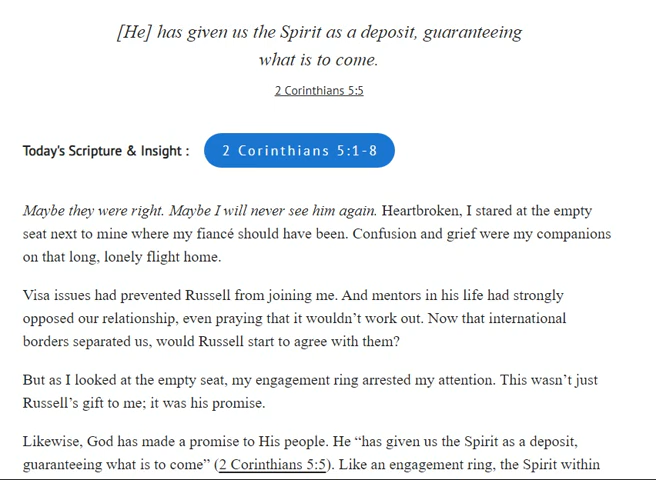 [He] has given us the Spirit as a deposit, guaranteeing
what is to come.
2 Corinthians 5:5
Today's Scripture & Insight : 2 Corinthians 5:1-8
Maybe they were right. Maybe I will never see him again. Heartbroken, I stared at the empty
seat next to mine where my fiancé should have been. Confusion and grief were my companions
on that long, lonely flight home.
Visa issues had prevented Russell from joining me. And mentors in his life had strongly
opposed our relationship, even praying that it wouldn’t work out. Now that international
borders separated us, would Russell start to agree with them?
But as I looked at the empty seat, my engagement ring arrested my attention. This wasn’t just
Russell’s gift to me; it was his promise.
Likewise, God has made a promise to His people. He “has given us the Spirit as a deposit,
guaranteeing what is to come” (2 Corinthians 5:5). Like an engagement ring, the Spirit within